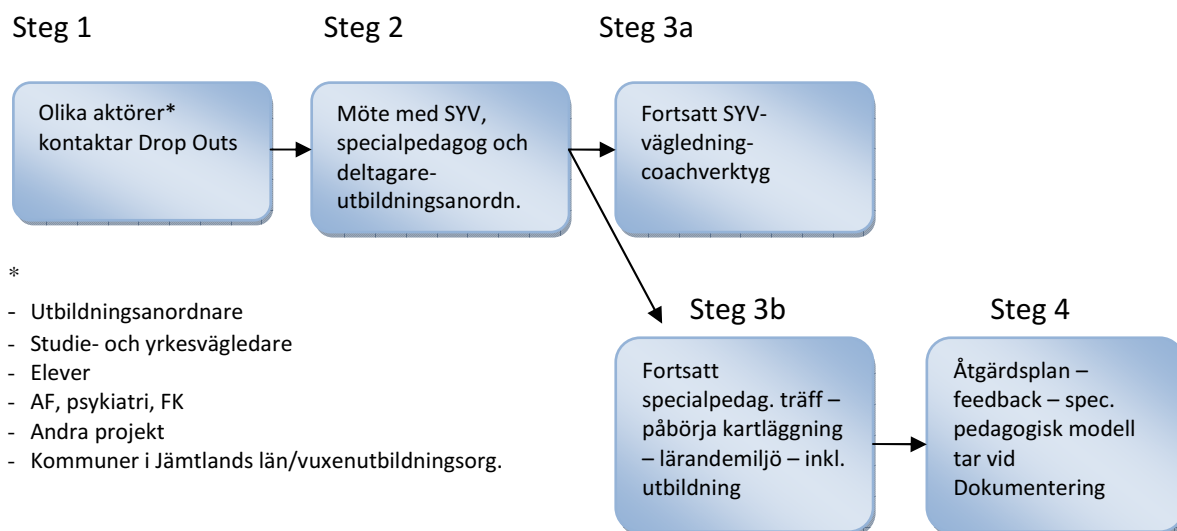 Steg 1
Steg 2
Steg 3a
Olika aktörer*
kontaktar Drop Outs
Möte med SYV,
specialpedagog och
deltagare-
utbildningsanordn.
Fortsatt SYV-
vägledning-
coachverktyg
*
- Utbildningsanordnare
- Studie- och yrkesvägledare
- Elever
- AF, psykiatri, FK
- Andra projekt
- Kommuner i Jämtlands län/vuxenutbildningsorg.
Steg 3b
Steg 4
Fortsatt
specialpedag. träff –
påbörja kartläggning
– lärandemiljö – inkl.
utbildning
Åtgärdsplan –
feedback – spec.
pedagogisk modell
tar vid
Dokumentering